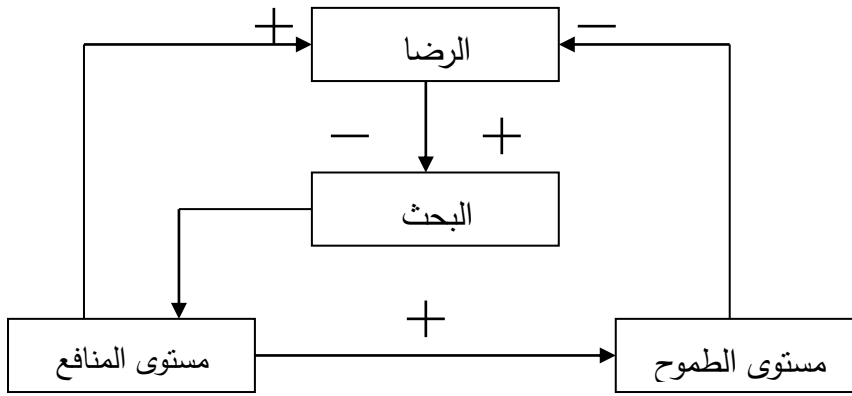 + −
الرضا
− +
البحث
+
مستوى المنافع
مستوى الطموح